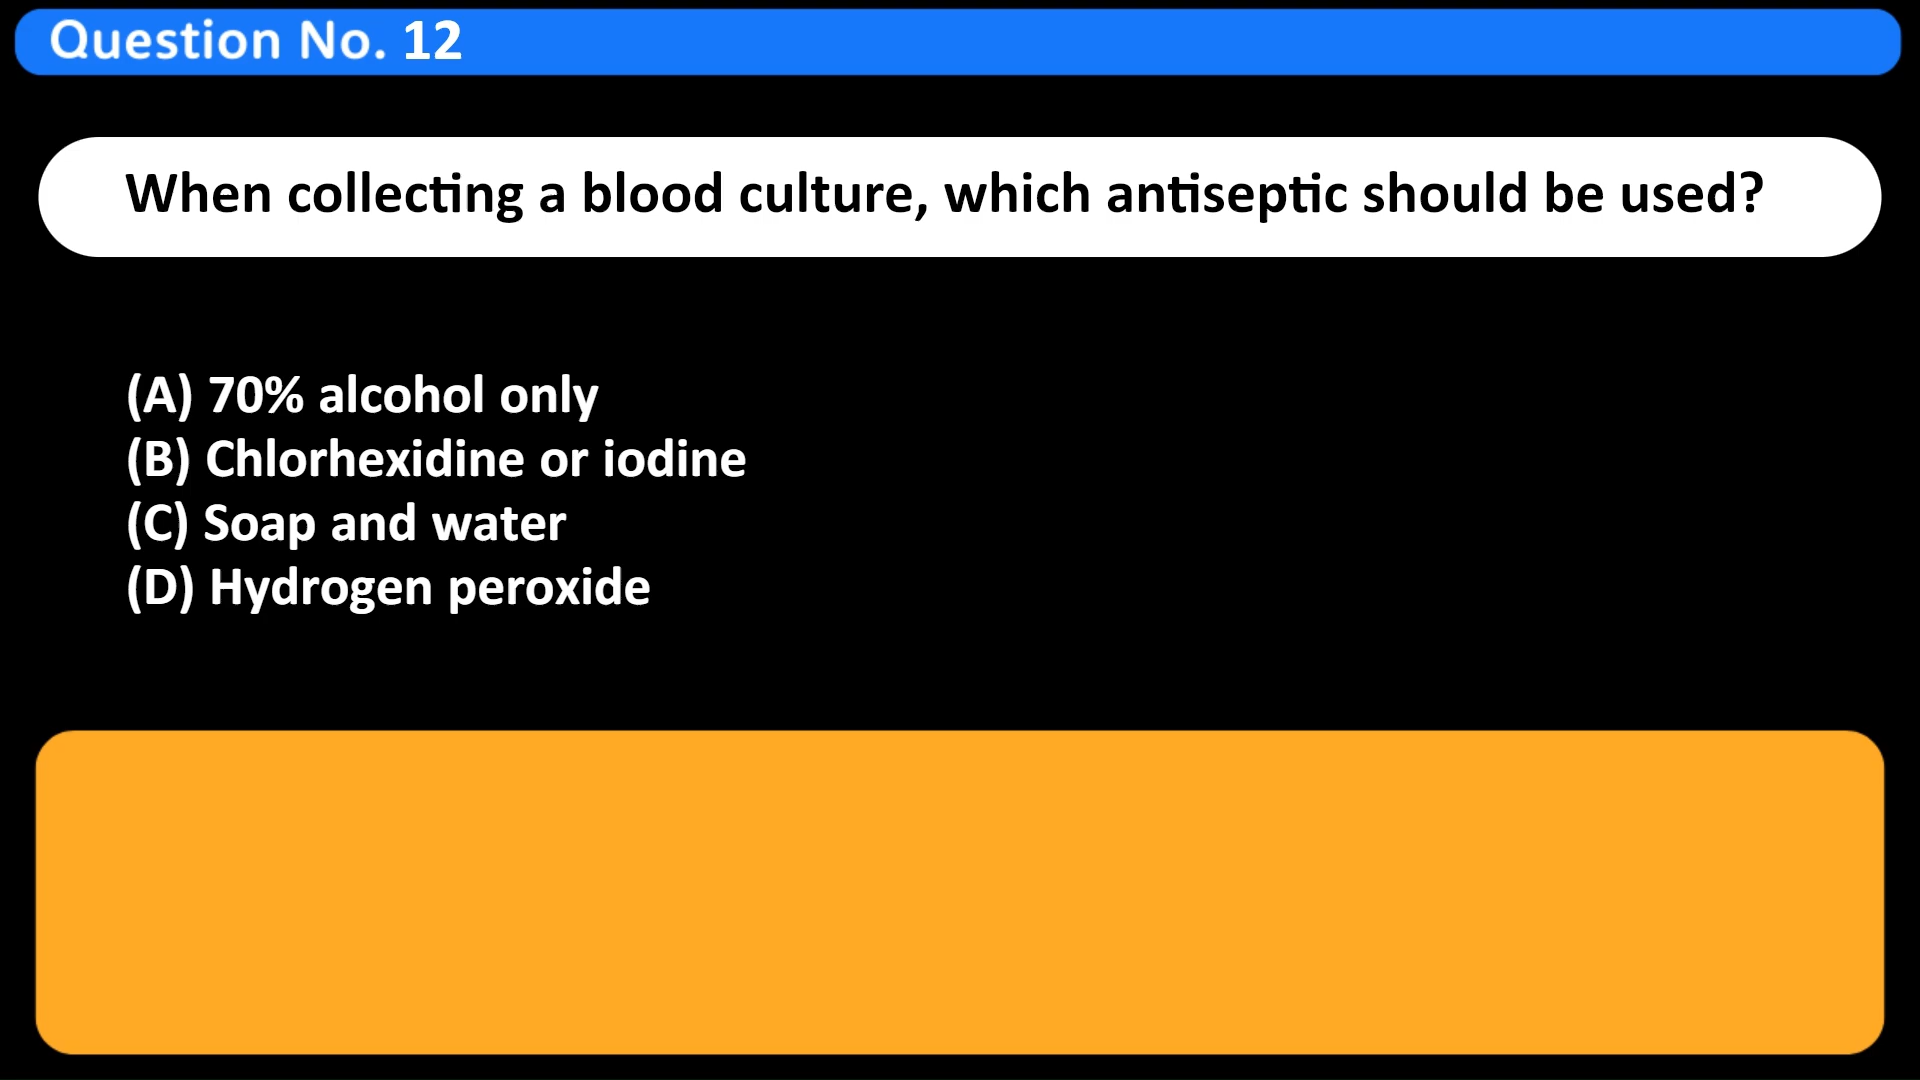 Question No. 12
When collecting a blood culture, which antiseptic should be used?
(A) 70% alcohol only
(B) Chlorhexidine or iodine
(C) Soap and water
(D) Hydrogen peroxide